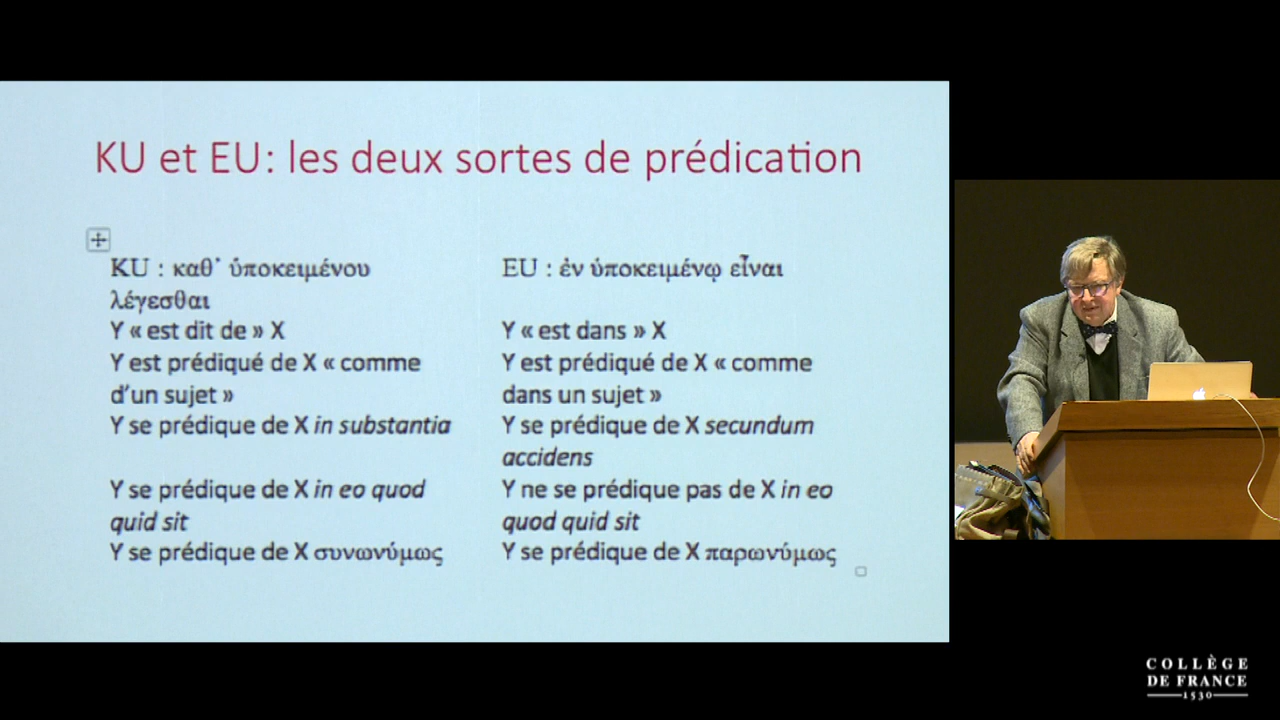 KU et EU: les deux sortes de prédication
KU : καθ᾽ ὑποκειμένου
λέγεσθαι
Y « est dit de » X
Y est prédiqué de X « comme
d'un sujet »
Y se prédique de X in substantia
Y se prédique de X in eo quod
quid sit
Y se prédique de X συνωνύμως
EU : ἐν ὑποκειμένῳ εἶναι
Y « est dans » X
Y est prédiqué de X « comme
dans un sujet »
Y se prédique de X secundum
accidens
Y ne se prédique pas de X in eo
quod quid sit
Y se prédique de X παρωνύμως
COLLÈGE
DE FRANCE
1530